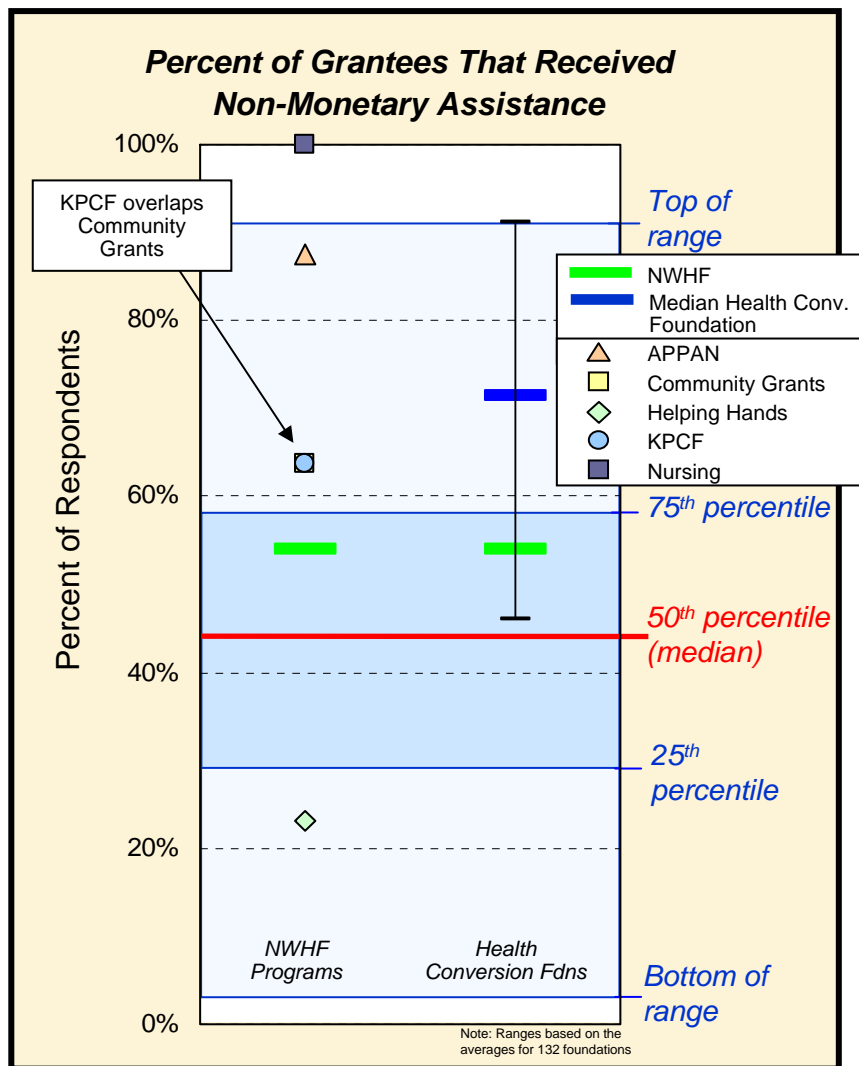 Percent of Grantees That Received
Non-Monetary Assistance
Percent of Respondents
100%
80%
60%
40%
20%
0%
KPCF overlaps
Community
Grants
Top of
range
NWHF
Median Health Conv.
Foundation
APPAN
Community Grants
Helping Hands
KPCF
Nursing
75th percentile
50th percentile
(median)
25th
percentile
Bottom of
range
NWHF
Programs
Health
Conversion Fdns
Note: Ranges based on the
averages for 132 foundations